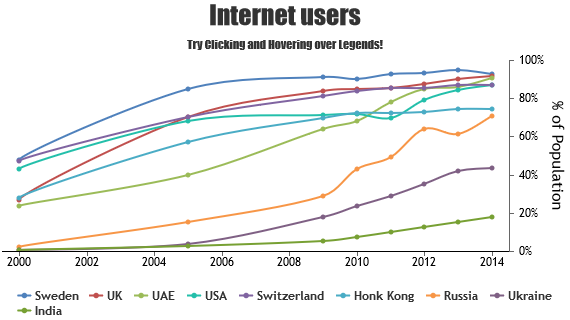 Internet users
Try Clicking and Hovering over Legends!
100%
80%
60%
40%
20%
0%
% of Population
2000 2002 2004 2006 2008 2010 2012 2014
Sweden UK UAE USA Switzerland Honk Kong Russia Ukraine
India